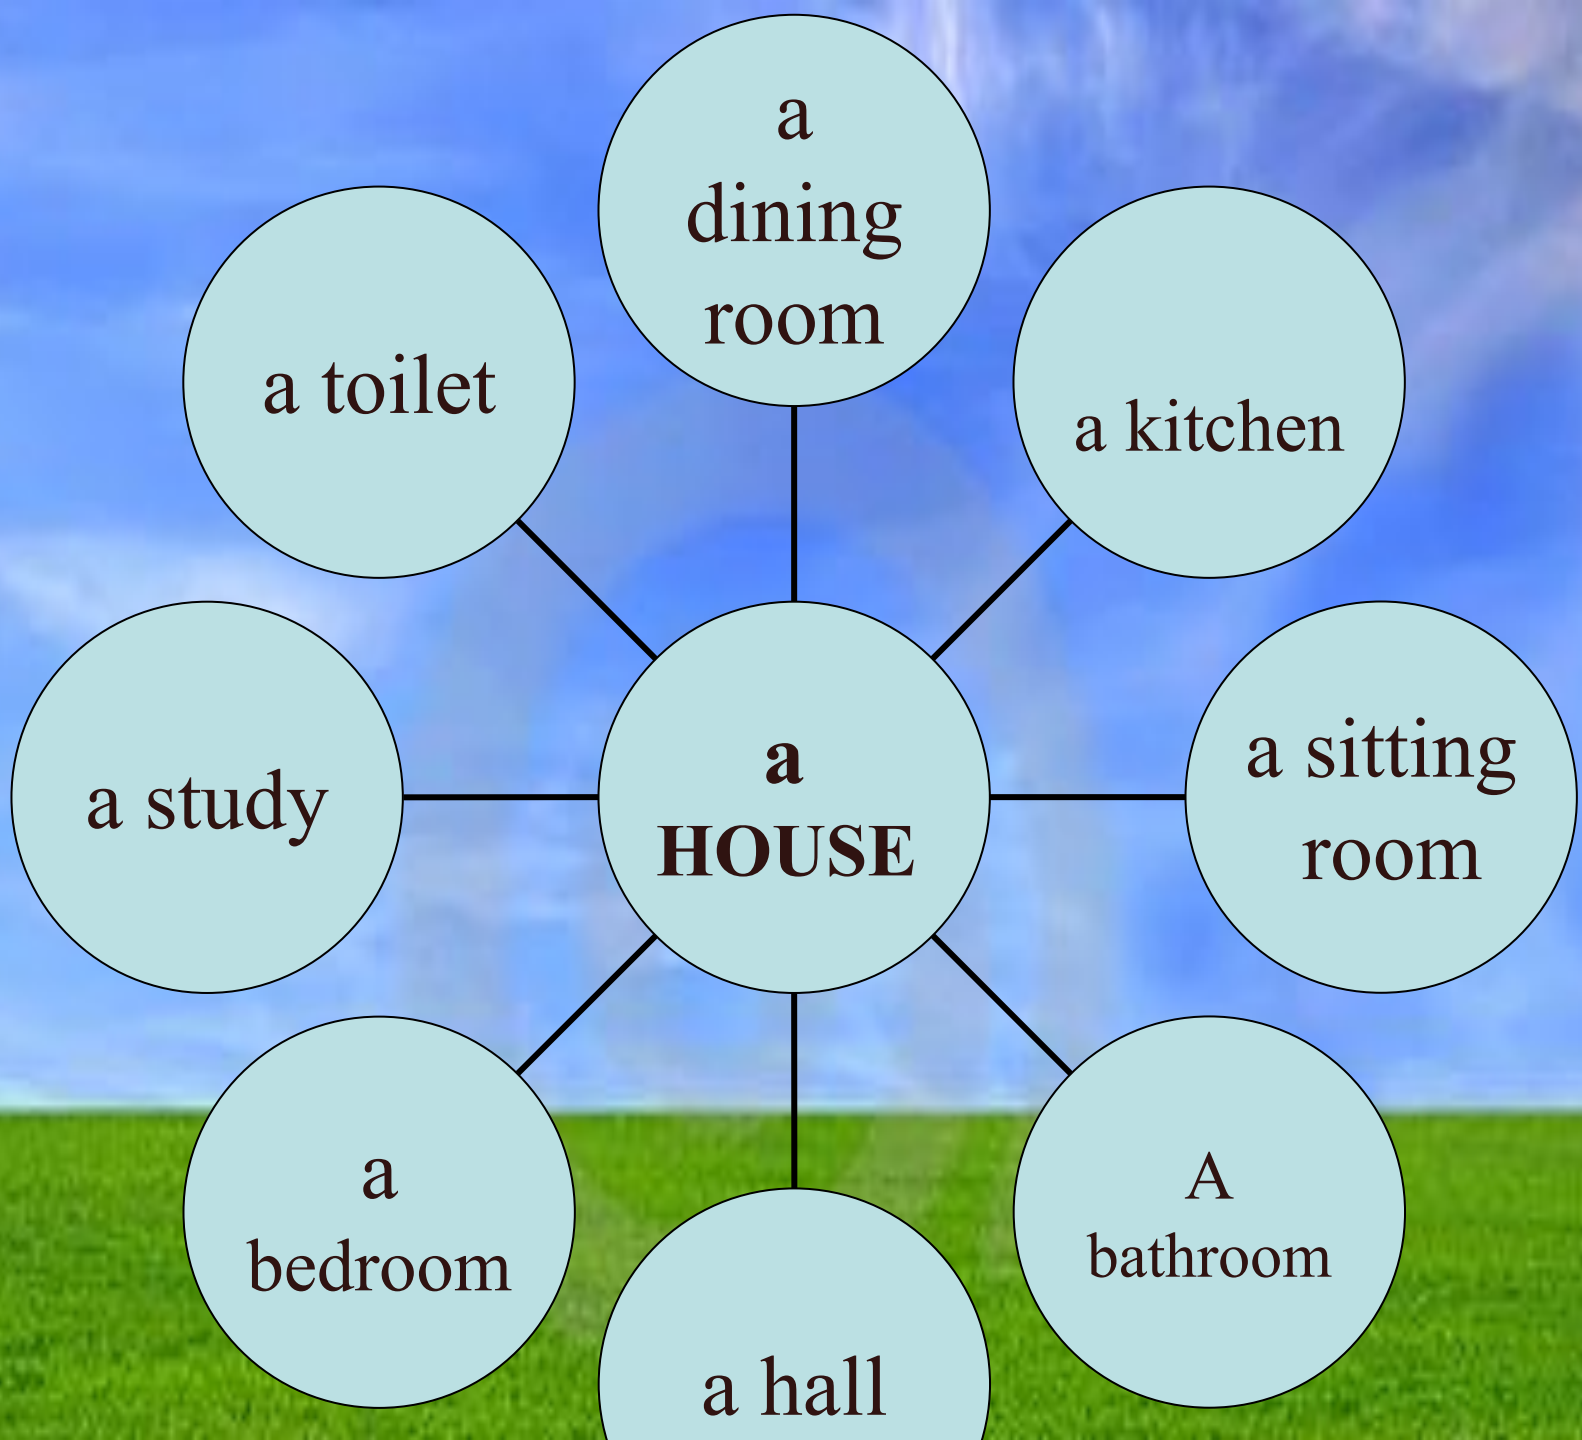 a
dining
room
a toilet
a kitchen
a study
a
HOUSE
a sitting
room
a
bedroom
A
bathroom
a hall